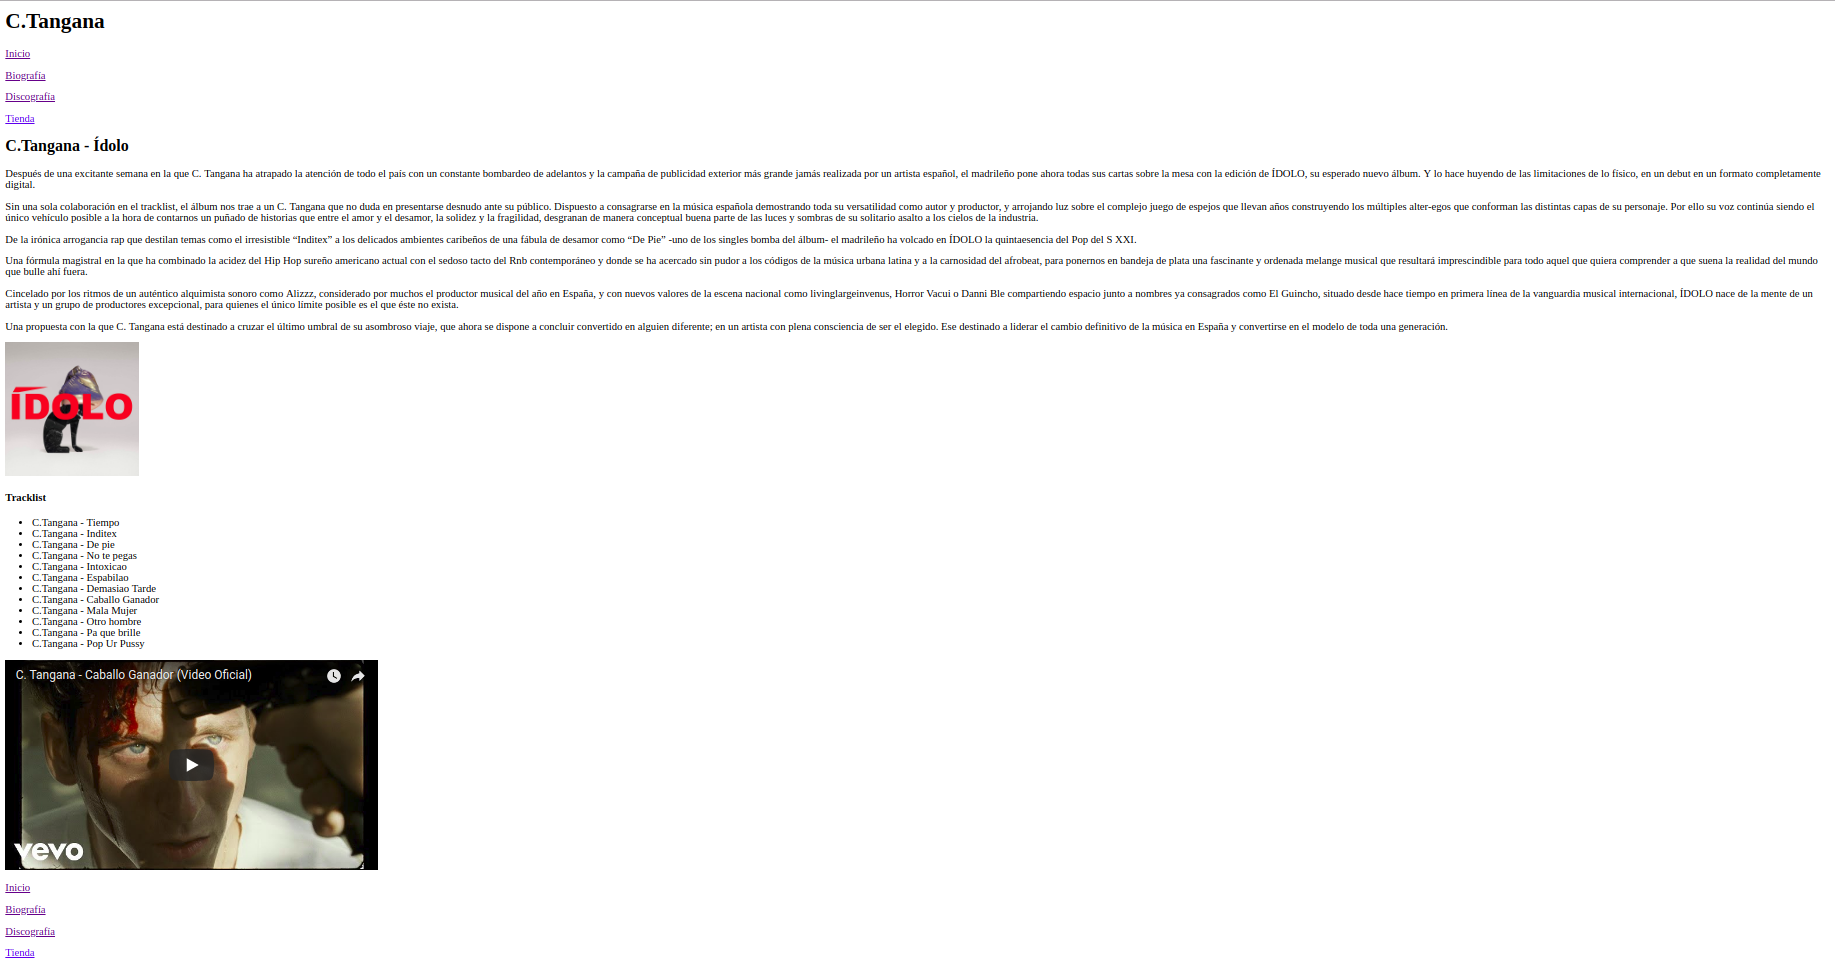 C.Tangana
Inicio
Biografía
Discografía
Tienda
C.Tangana - Ídolo
Después de una excitante semana en la que C. Tangana ha atrapado la atención de todo el país con un constante bombardeo de adelantos y la campaña de publicidad exterior más grande jamás realizada por un artista español, el madrileño pone ahora todas sus cartas sobre la mesa con la edición de ÍDOLO, su esperado nuevo álbum. Y lo hace huyendo de las limitaciones de lo físico, en un debut en un formato completamente
digital.
Sin una sola colaboración en el tracklist, el álbum nos trae a un C. Tangana que no duda en presentarse desnudo ante su público. Dispuesto a consagrarse en la música española demostrando toda su versatilidad como autor y productor, y arrojando luz sobre el complejo juego de espejos que llevan años construyendo los múltiples alter-egos que conforman las distintas capas de su personaje. Por ello su voz continúa siendo el
único vehículo posible a la hora de contarnos un puñado de historias que entre el amor y el desamor, la solidez y la fragilidad, desgranan de manera conceptual buena parte de las luces y sombras de su solitario asalto a los cielos de la industria.
De la irónica arrogancia rap que destilan temas como el irresistible “Inditex” a los delicados ambientes caribeños de una fábula de desamor como “De Pie” -uno de los singles bomba del álbum- el madrileño ha volcado en ÍDOLO la quintaesencia del Pop del S XXI.
Una fórmula magistral en la que ha combinado la acidez del Hip Hop sureño americano actual con el sedoso tacto del Rnb contemporáneo y donde se ha acercado sin pudor a los códigos de la música urbana latina y a la carnosidad del afrobeat, para ponernos en bandeja de plata una fascinante y ordenada melange musical que resultará imprescindible para todo aquel que quiera comprender a que suena la realidad del mundo
que bulle ahí fuera.
Cincelado por los ritmos de un auténtico alquimista sonoro como Alizzz, considerado por muchos el productor musical del año en España, y con nuevos valores de la escena nacional como livinglargeinvenus, Horror Vacui o Danni Ble compartiendo espacio junto a nombres ya consagrados como El Guincho, situado desde hace tiempo en primera línea de la vanguardia musical internacional, ÍDOLO nace de la mente de un
artista y un grupo de productores excepcional, para quienes el único límite posible es el que éste no exista.
Una propuesta con la que C. Tangana está destinado a cruzar el último umbral de su asombroso viaje, que ahora se dispone a concluir convertido en alguien diferente; en un artista con plena consciencia de ser el elegido. Ese destinado a liderar el cambio definitivo de la música en España y convertirse en el modelo de toda una generación.
ÍDOLO
Tracklist
• C.Tangana - Tiempo
• C.Tangana - Inditex
• C.Tangana - De pie
• C.Tangana - No te pegas
• C.Tangana - Intoxicao
• C.Tangana - Espabilao
• C.Tangana - Demasiao Tarde
• C.Tangana - Caballo Ganador
• C.Tangana - Mala Mujer
• C.Tangana - Otro hombre
• C.Tangana - Pa que brille
• C.Tangana - Pop Ur Pussy
C. Tangana - Caballo Ganador (Video Oficial)
vevo
Inicio
Biografía
Discografía
Tienda